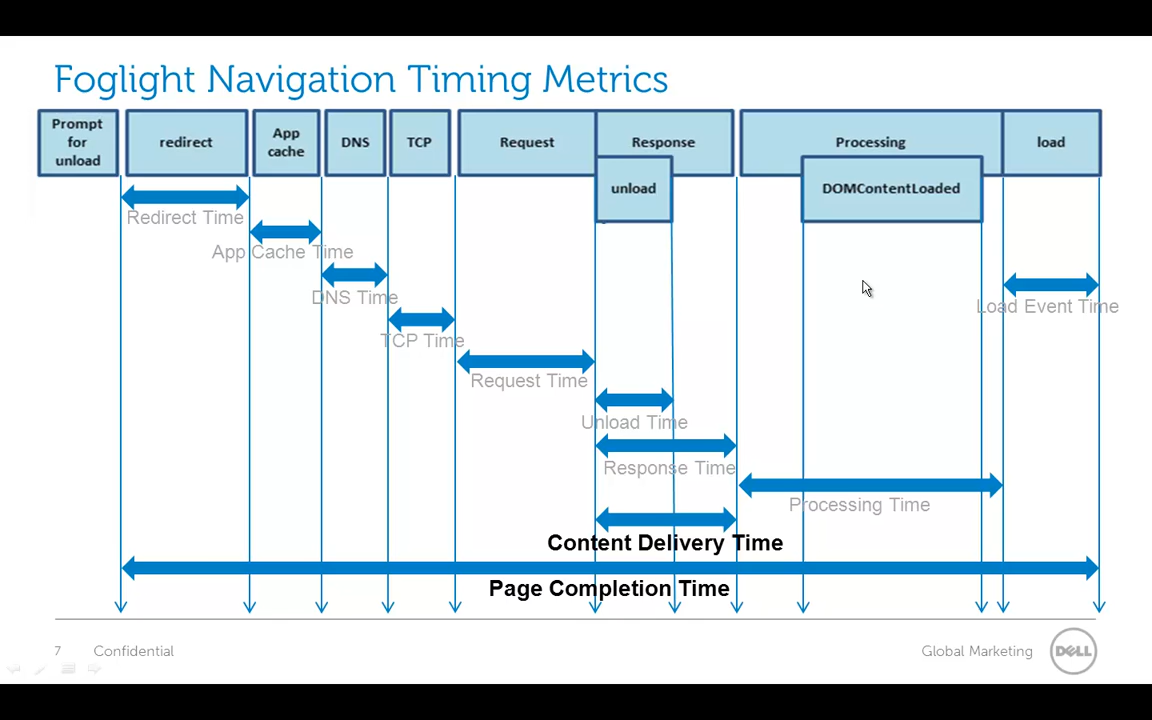 Foglight Navigation Timing Metrics
Prompt
for
unload
redirect
App
cache
DNS
TCP
Request
Response
Processing
load
unload
DOMContentLoaded
Redirect Time
App Cache Time
DNS Time
Load Event Time
TCP Time
Request Time
Unload Time
Response Time
Processing Time
Content Delivery Time
Page Completion Time
7
Confidential
Global Marketing
DELL